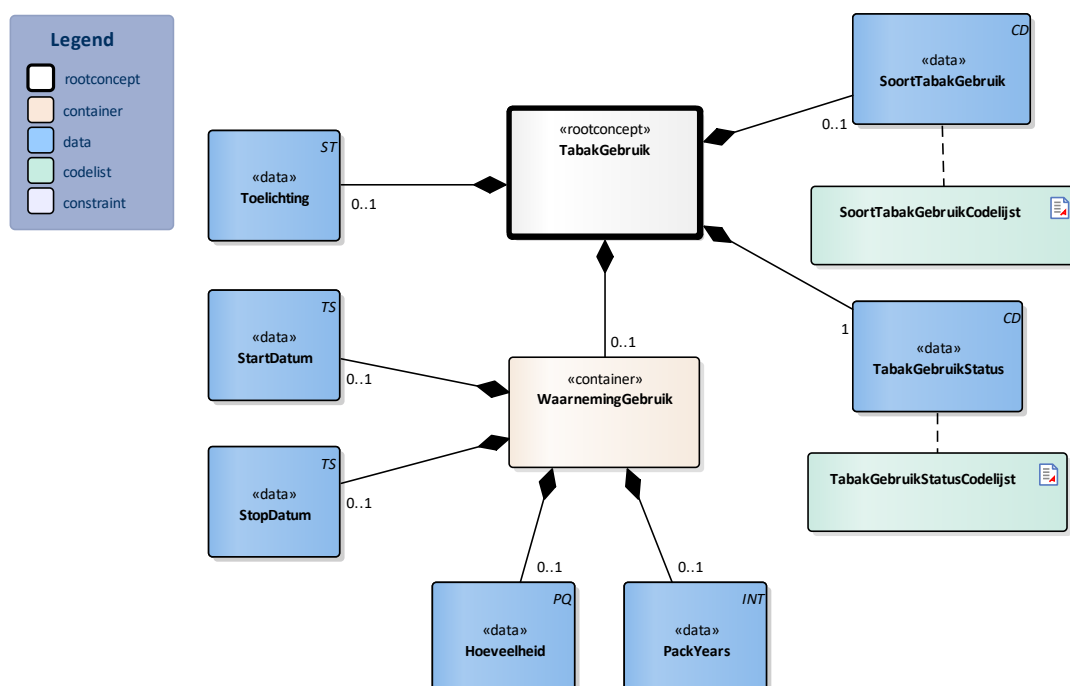 Legend
rootconcept
container
data
codelist
constraint
CD
«data»
SoortTabakGebruik
0..1
«rootconcept»
TabakGebruik
ST
«data»
Toelichting
0..1
SoortTabakGebruikCodelijst
TS
«data»
StartDatum
0..1
CD
«data»
TabakGebruikStatus
1
0..1
«container»
WaarnemingGebruik
TS
«data»
StopDatum
0..1
TabakGebruikStatusCodelijst
0..1
0..1
PQ
«data»
Hoeveelheid
INT
«data»
PackYears